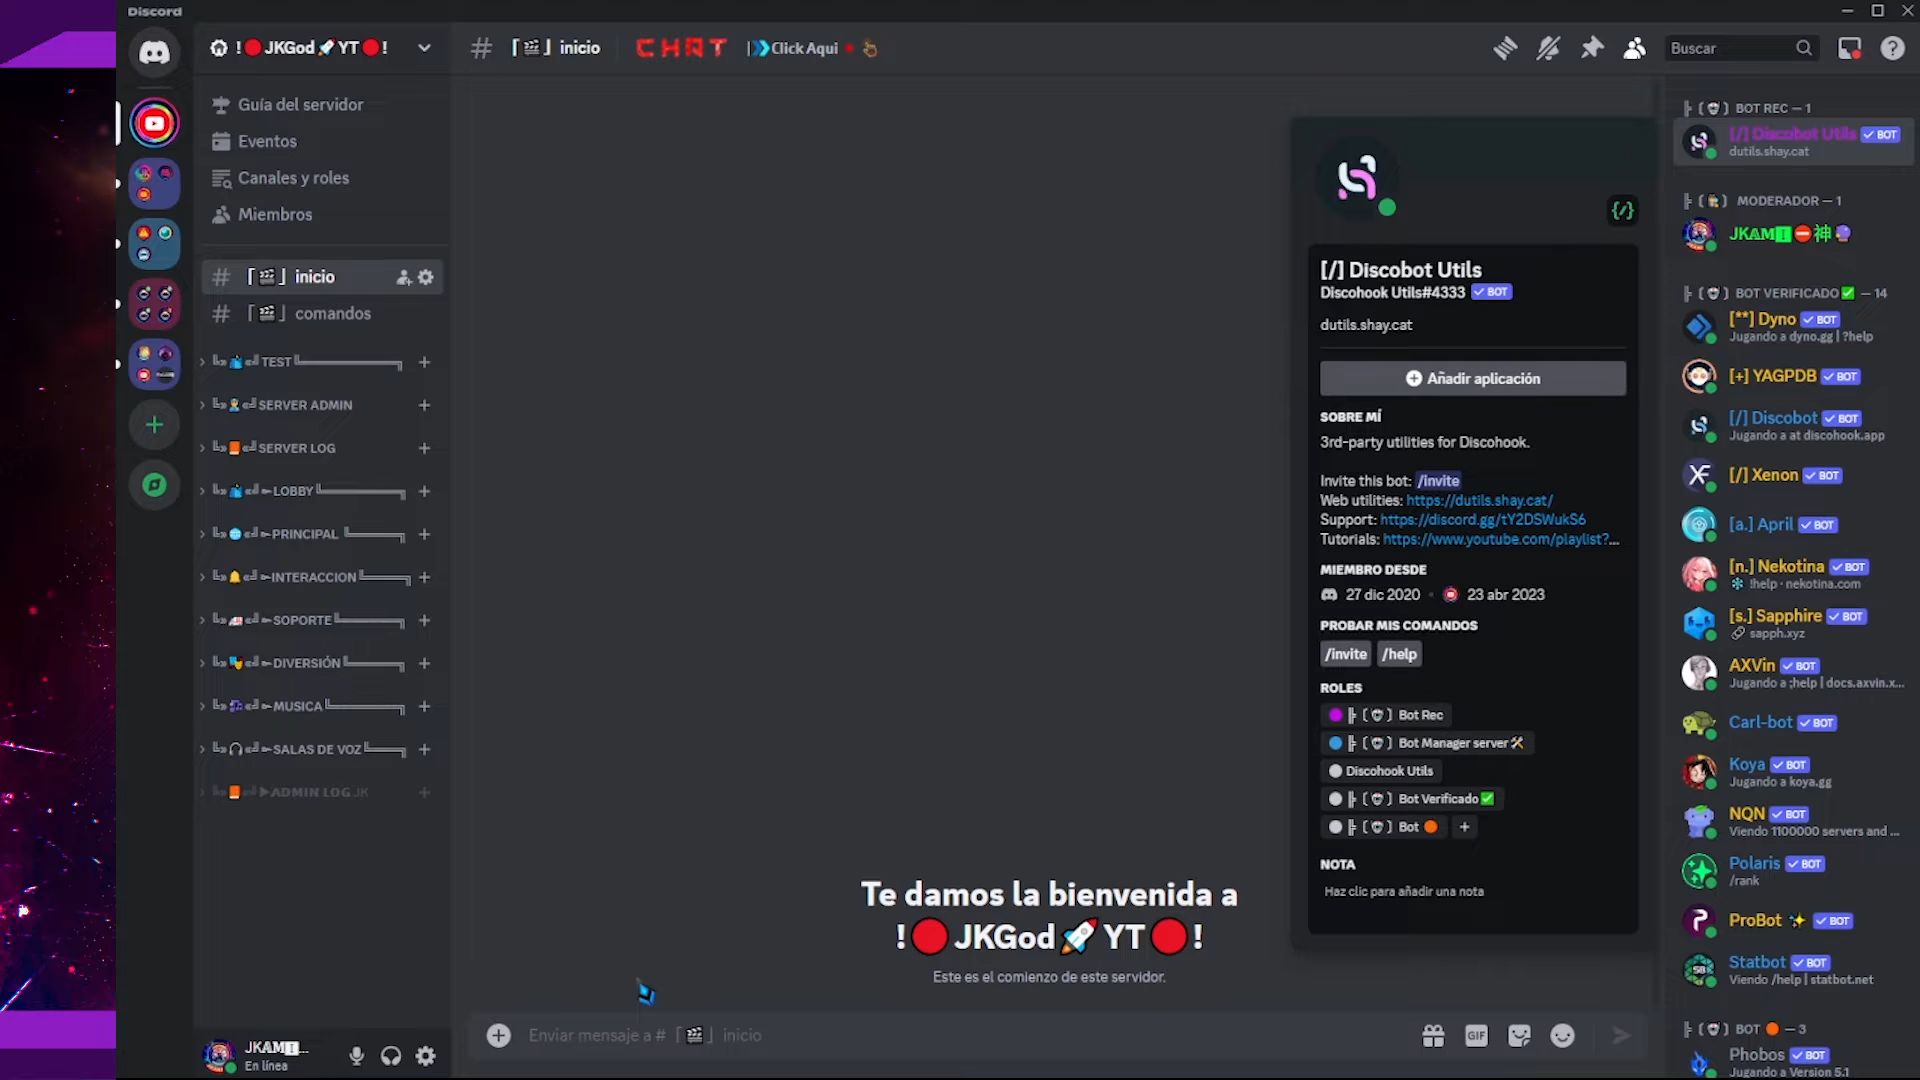 Discord
! 🔴 JKGod 🚀 YT 🔴 !
Guía del servidor
Eventos
Canales y roles
Miembros
# 「🎬」 inicio
# 「🎬」 comandos
TEST
SERVER ADMIN
SERVER LOG
LOBBY
PRINCIPAL
INTERACCION
SOPORTE
DIVERSIÓN
MUSICA
SALAS DE VOZ
ADMIN LOG JK
JKAMI...
En línea
# 「🎬」 inicio
CHAT
Click Aqui
Buscar
Te damos la bienvenida a
! 🔴 JKGod 🚀 YT 🔴 !
Este es el comienzo de este servidor.
Enviar mensaje a # 「🎬」 inicio
GIF
[/] Discobot Utils
Discohook Utils#4333 ✓ BOT
dutils.shay.cat
Añadir aplicación
SOBRE MÍ
3rd-party utilities for Discohook.
Invite this bot: /invite
Web utilities: https://dutils.shay.cat/
Support: https://discord.gg/tY2DSWukS6
Tutorials: https://www.youtube.com/playlist?...
MIEMBRO DESDE
27 dic 2020 • 23 abr 2023
PROBAR MIS COMANDOS
/invite /help
ROLES
Bot Rec
Bot Manager server🛠
Discohook Utils
Bot Verificado✅
Bot 🟠 +
NOTA
Haz clic para añadir una nota
BOT REC — 1
[/] Discobot Utils ✓ BOT
dutils.shay.cat
MODERADOR — 1
JKAMI⛔神🔮
BOT VERIFICADO✅ — 14
[**] Dyno ✓ BOT
Jugando a dyno.gg | ?help
[+] YAGPDB ✓ BOT
[/] Discobot ✓ BOT
Jugando a at discohook.app
[/] Xenon ✓ BOT
[a.] April ✓ BOT
[n.] Nekotina ✓ BOT
!help · nekotina.com
[s.] Sapphire ✓ BOT
sapph.xyz
AXVin ✓ BOT
Jugando a ;help | docs.axvin.x...
Carl-bot ✓ BOT
Koya ✓ BOT
Jugando a koya.gg
NQN ✓ BOT
Viendo 1100000 servers and ...
Polaris ✓ BOT
/rank
ProBot ✨ ✓ BOT
Statbot ✓ BOT
Viendo /help | statbot.net
BOT 🟠 — 3
Phobos ✓ BOT
Jugando a Version 5.1